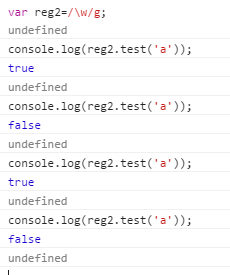 var reg2=/\w/g;
undefined
console.log(reg2.test('a'));
true
undefined
console.log(reg2.test('a'));
false
undefined
console.log(reg2.test('a'));
true
undefined
console.log(reg2.test('a'));
false
undefined